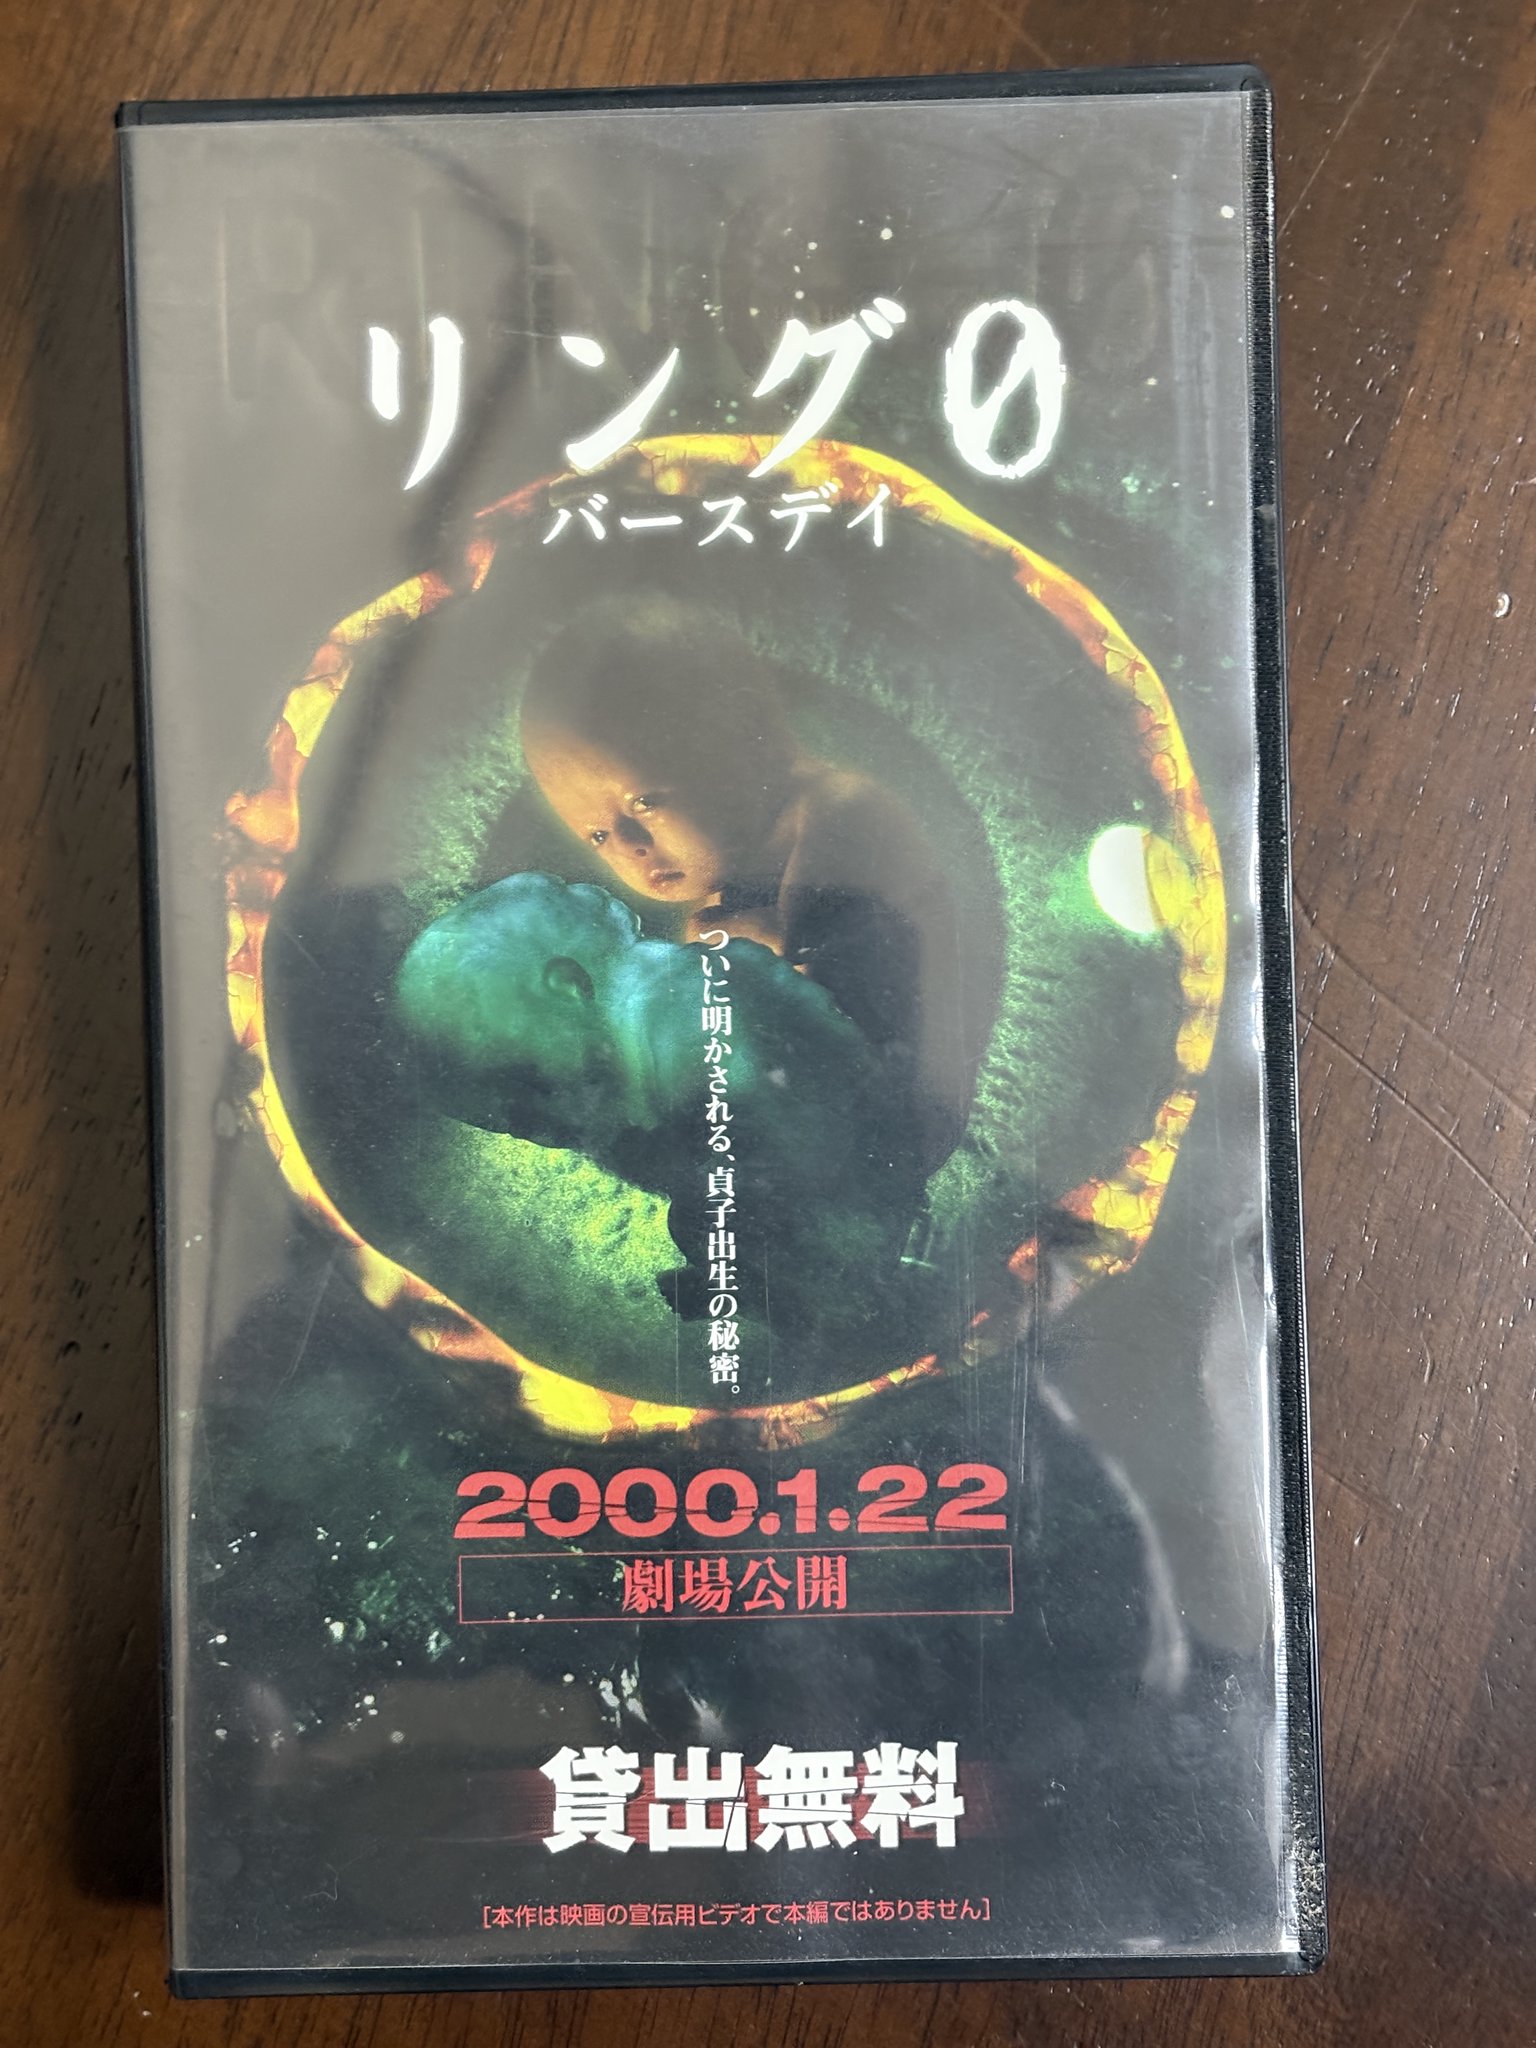 RING 0
リング0
バースデイ
ついに明かされる、貞子出生の秘密。
2000.1.22
劇場公開
貸出無料
[本作は映画の宣伝用ビデオで本編ではありません]